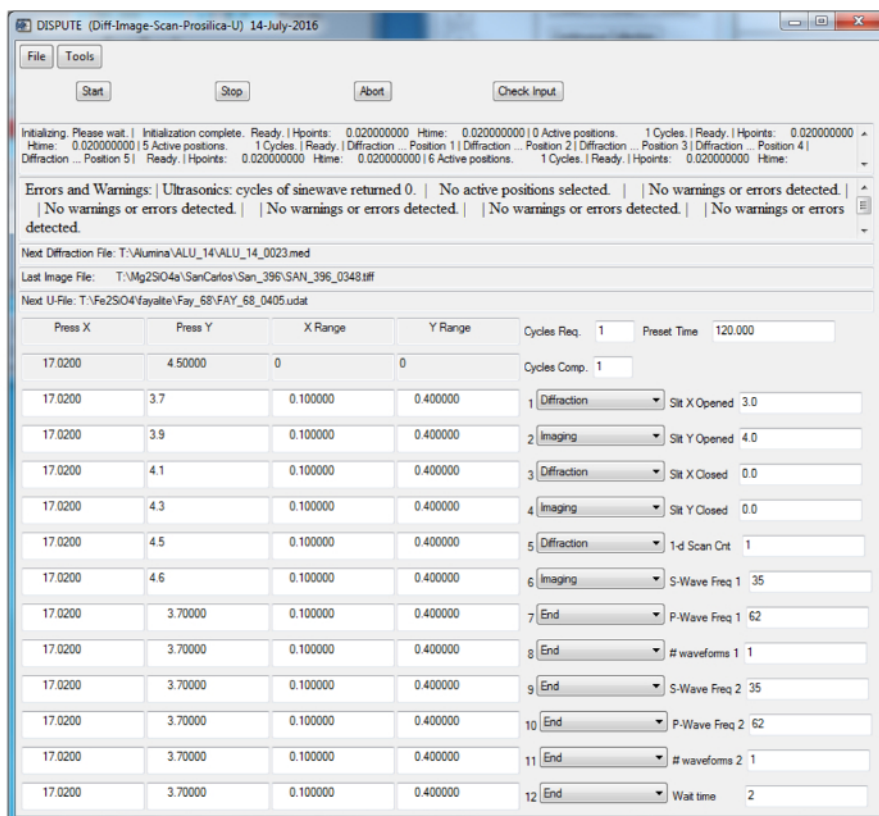 DISPUTE (Diff-Image-Scan-Prosilica-U) 14-July-2016
File Tools
Start Stop Abort Check Input
Initializing. Please wait. | Initialization complete. Ready. | Hpoints: 0.020000000 Htime: 0.020000000 | 0 Active positions. 1 Cycles. | Ready. | Hpoints: 0.020000000
Htime: 0.020000000 | 5 Active positions. 1 Cycles. | Ready. | Diffraction ... Position 1 | Diffraction ... Position 2 | Diffraction ... Position 3 | Diffraction ... Position 4 |
Diffraction ... Position 5 | Ready. | Hpoints: 0.020000000 Htime: 0.020000000 | 6 Active positions. 1 Cycles. | Ready. | Hpoints: 0.020000000 Htime:
Errors and Warnings: | Ultrasonics: cycles of sinewave returned 0. | No active positions selected. | | No warnings or errors detected. |
| No warnings or errors detected. | | No warnings or errors detected. | | No warnings or errors detected. | | No warnings or errors
detected.
Next Diffraction File: T:\Alumina\ALU_14\ALU_14_0023.med
Last Image File: T:\Mg2SiO4a\SanCarlos\San_396\SAN_396_0348.tiff
Next U-File: T:\Fe2SiO4\fayalite\Fay_68\FAY_68_0405.udat
Press X Press Y X Range Y Range Cycles Req. 1 Preset Time 120.000
17.0200 4.50000 0 0 Cycles Comp. 1
17.0200 3.7 0.100000 0.400000 1 Diffraction Slit X Opened 3.0
17.0200 3.9 0.100000 0.400000 2 Imaging Slit Y Opened 4.0
17.0200 4.1 0.100000 0.400000 3 Diffraction Slit X Closed 0.0
17.0200 4.3 0.100000 0.400000 4 Imaging Slit Y Closed 0.0
17.0200 4.5 0.100000 0.400000 5 Diffraction 1-d Scan Cnt 1
17.0200 4.6 0.100000 0.400000 6 Imaging S-Wave Freq 1 35
17.0200 3.70000 0.100000 0.400000 7 End P-Wave Freq 1 62
17.0200 3.70000 0.100000 0.400000 8 End # waveforms 1 1
17.0200 3.70000 0.100000 0.400000 9 End S-Wave Freq 2 35
17.0200 3.70000 0.100000 0.400000 10 End P-Wave Freq 2 62
17.0200 3.70000 0.100000 0.400000 11 End # waveforms 2 1
17.0200 3.70000 0.100000 0.400000 12 End Wait time 2